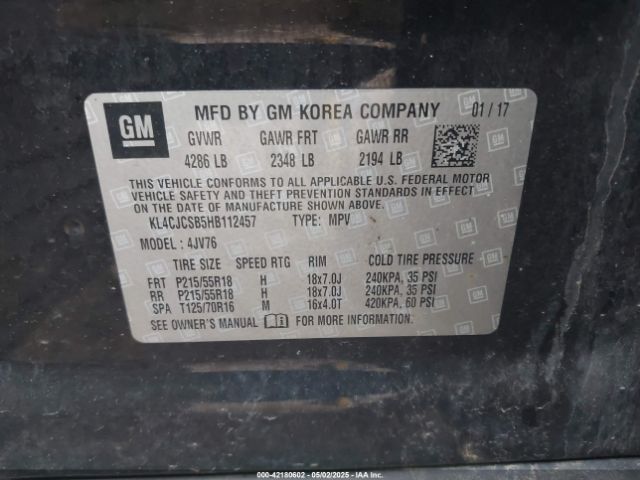 GM
MFD BY GM KOREA COMPANY 01/17
GVWR GAWR FRT GAWR RR
4286 LB 2348 LB 2194 LB
THIS VEHICLE CONFORMS TO ALL APPLICABLE U.S. FEDERAL MOTOR
VEHICLE SAFETY AND THEFT PREVENTION STANDARDS IN EFFECT
ON THE DATE OF MANUFACTURE SHOWN ABOVE.
KL4CJCSB5HB112457 TYPE: MPV
MODEL: 4JV76
TIRE SIZE SPEED RTG RIM COLD TIRE PRESSURE
FRT P215/55R18 H 18x7.0J 240KPA, 35 PSI
RR P215/55R18 H 18x7.0J 240KPA, 35 PSI
SPA T125/70R16 M 16x4.0T 420KPA, 60 PSI
SEE OWNER'S MANUAL FOR MORE INFORMATION.
000-42180602 - 05/02/2025 - IAAI.CA